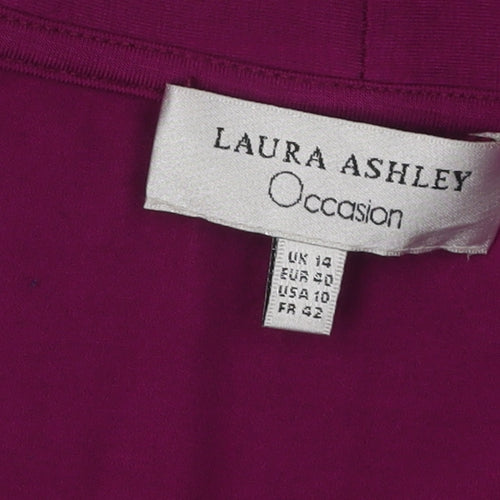 LAURA ASHLEY
Occasion
UK 14
EUR 40
USA 10
FR 42